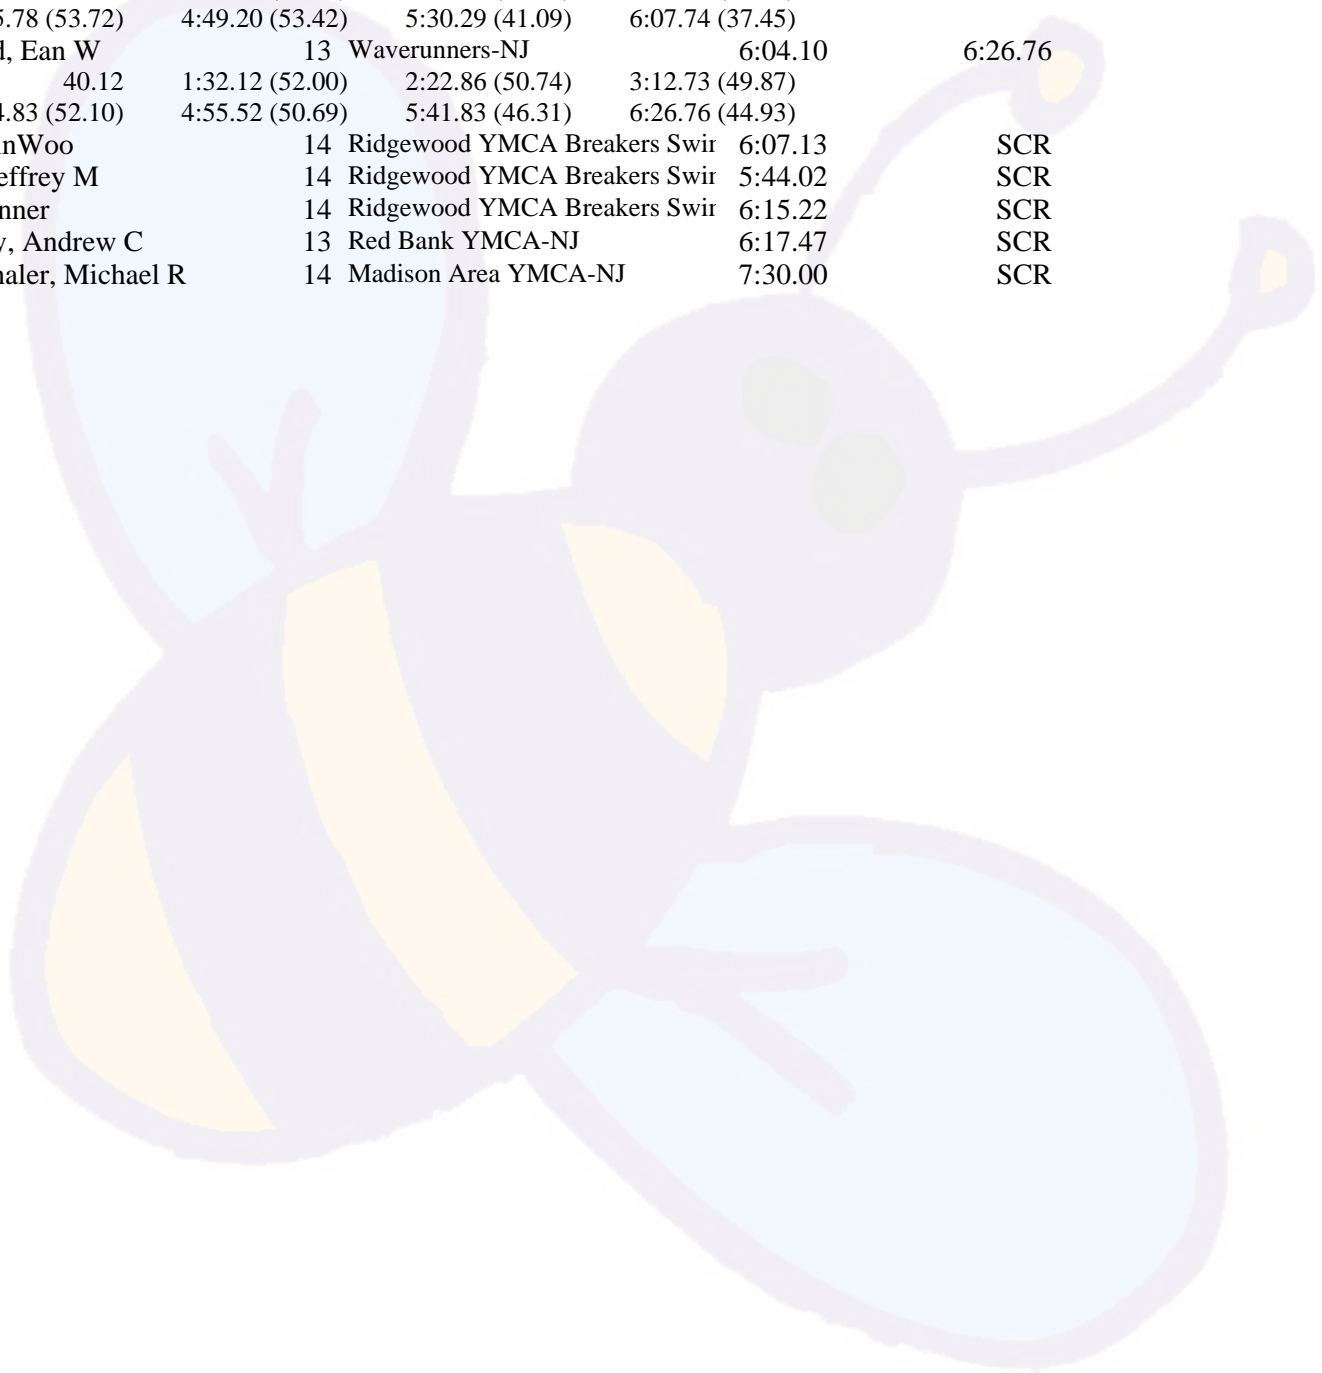 5.78 (53.72) 4:49.20 (53.42) 5:30.29 (41.09) 6:07.74 (37.45)
d, Ean W 13 Waverunners-NJ 6:04.10 6:26.76
40.12 1:32.12 (52.00) 2:22.86 (50.74) 3:12.73 (49.87)
4.83 (52.10) 4:55.52 (50.69) 5:41.83 (46.31) 6:26.76 (44.93)
nWoo 14 Ridgewood YMCA Breakers Swir 6:07.13 SCR
effrey M 14 Ridgewood YMCA Breakers Swir 5:44.02 SCR
nner 14 Ridgewood YMCA Breakers Swir 6:15.22 SCR
y, Andrew C 13 Red Bank YMCA-NJ 6:17.47 SCR
haler, Michael R 14 Madison Area YMCA-NJ 7:30.00 SCR